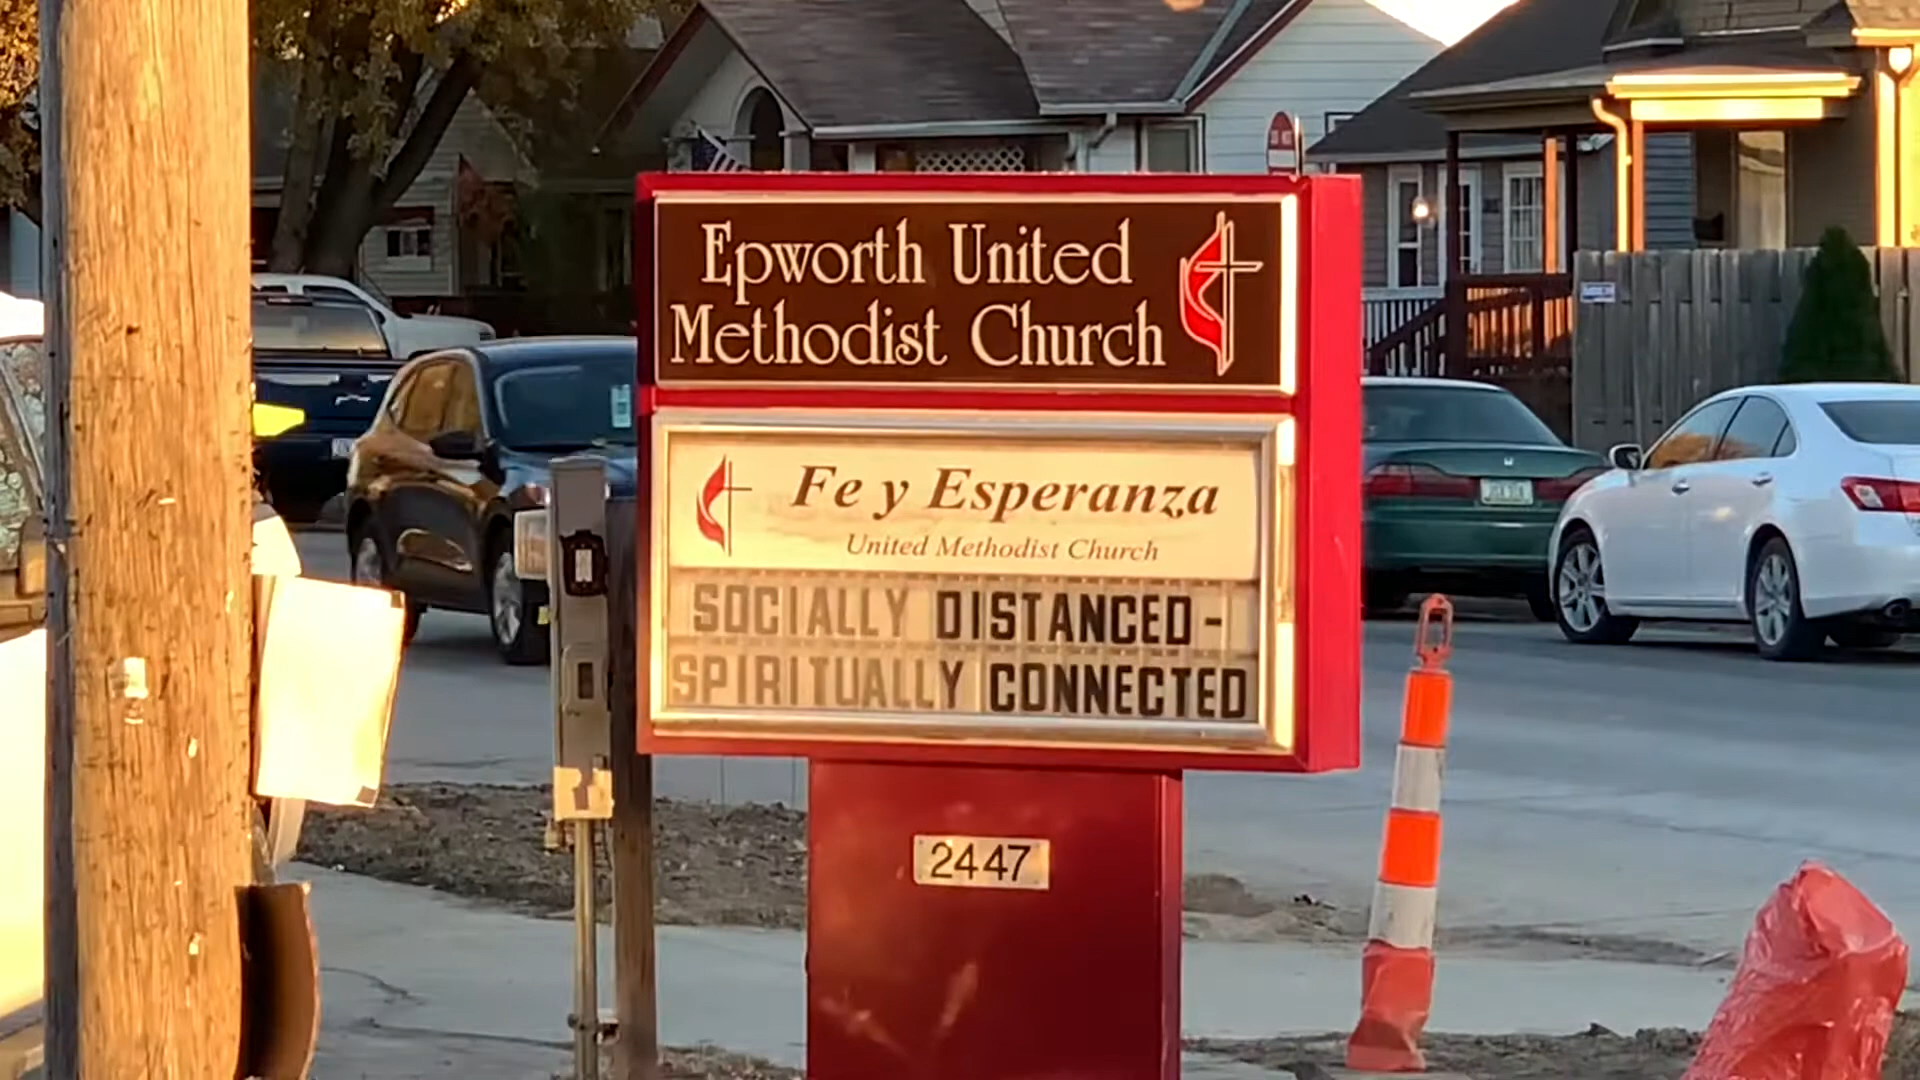 Epworth United
Methodist Church
Fe y Esperanza
United Methodist Church
SOCIALLY DISTANCED-
SPIRITUALLY CONNECTED
2447